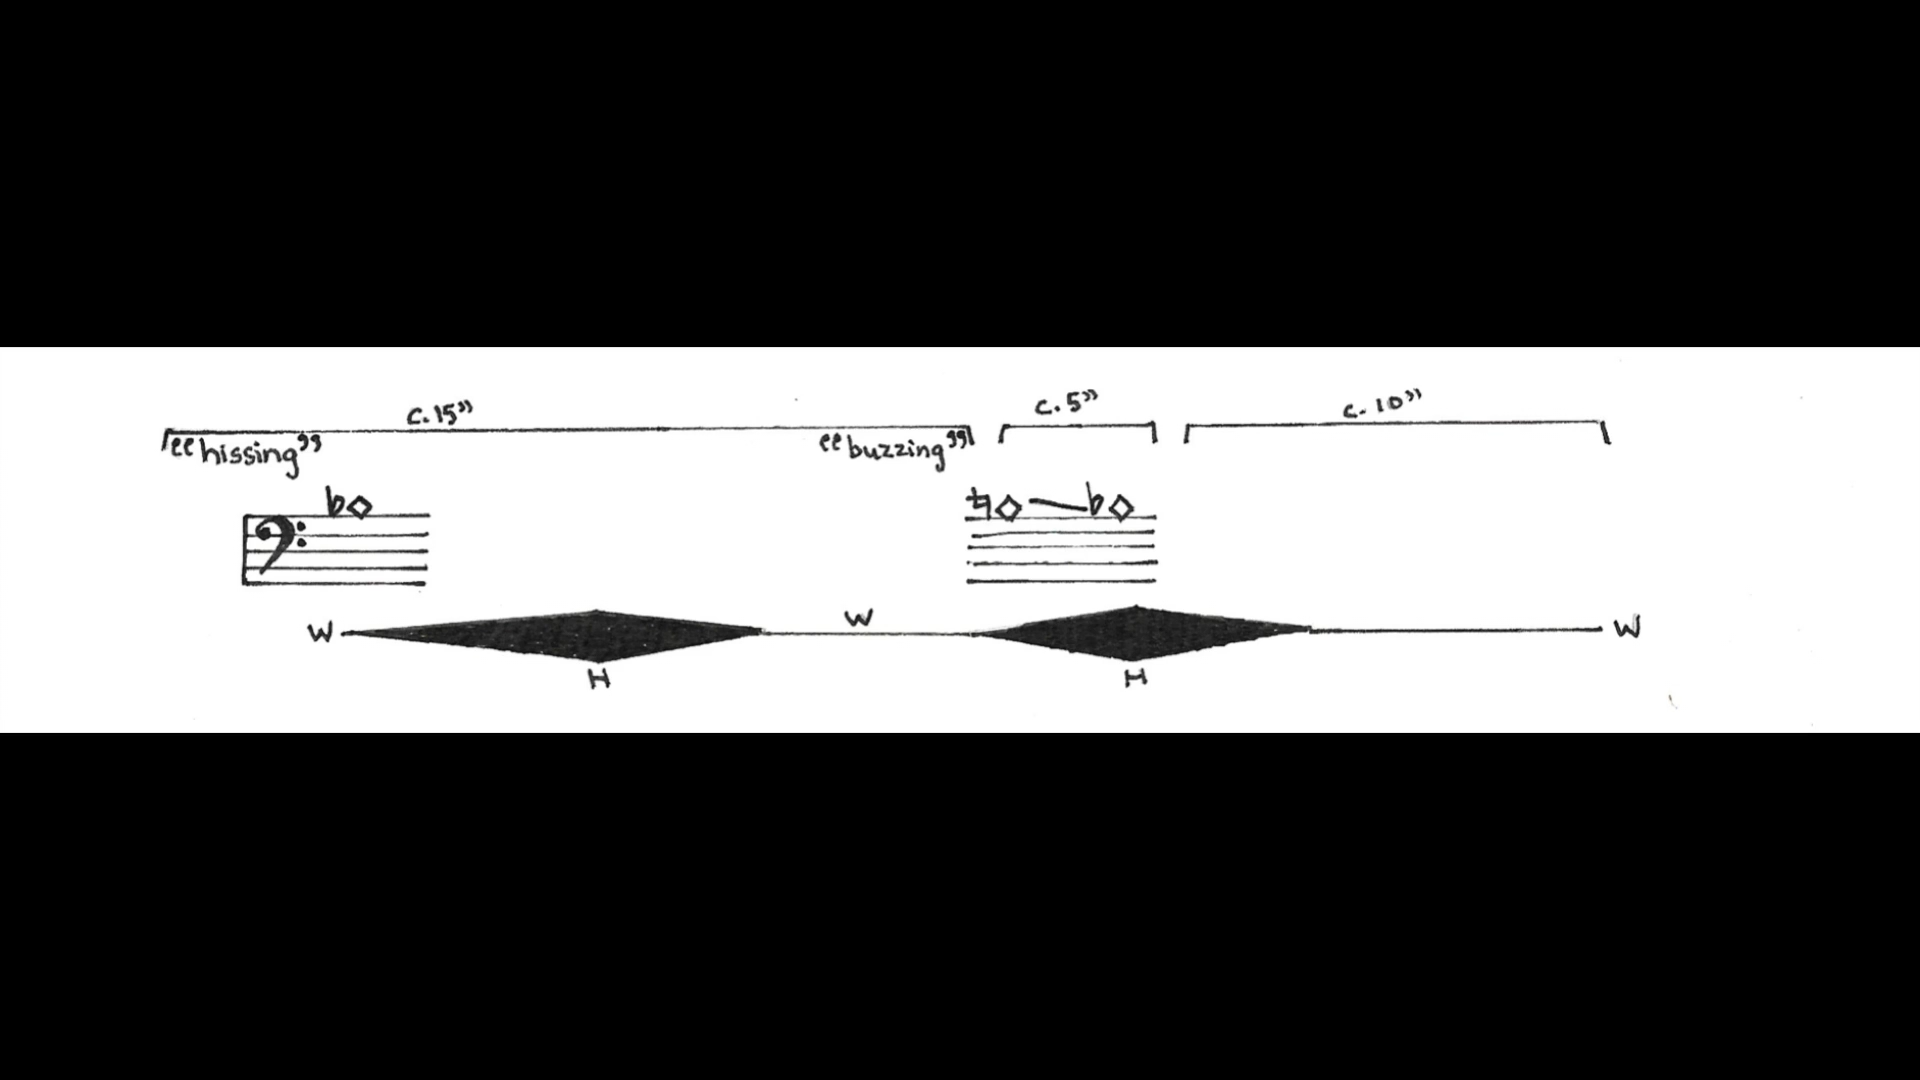 c. 15” c. 5” c. 10”
“hissing” “buzzing”
W W W
H H